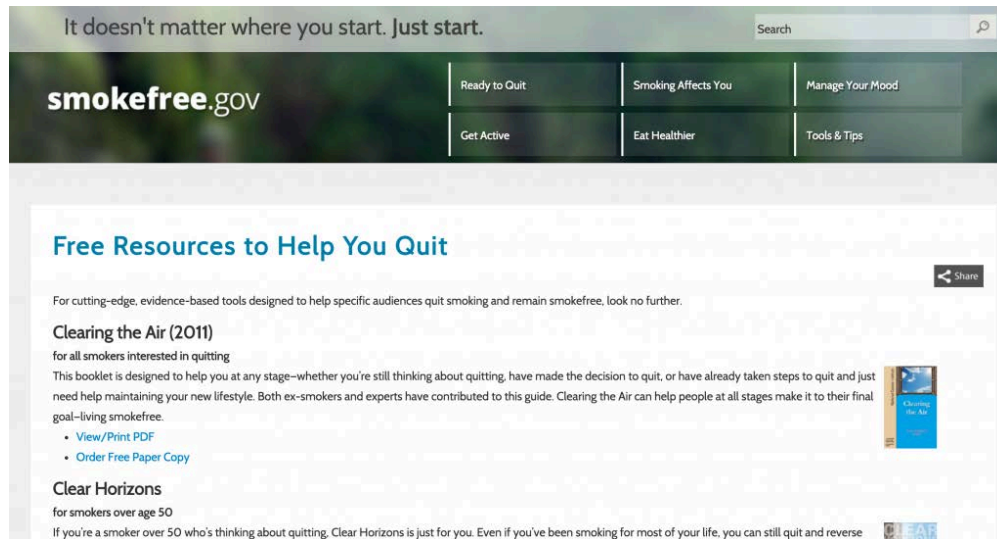 It doesn't matter where you start. Just start.
Search
smokefree.gov
Ready to Quit
Smoking Affects You
Manage Your Mood
Get Active
Eat Healthier
Tools & Tips
Free Resources to Help You Quit
Share
For cutting-edge, evidence-based tools designed to help specific audiences quit smoking and remain smokefree, look no further.
Clearing the Air (2011)
for all smokers interested in quitting
This booklet is designed to help you at any stage—whether you're still thinking about quitting, have made the decision to quit, or have already taken steps to quit and just
need help maintaining your new lifestyle. Both ex-smokers and experts have contributed to this guide. Clearing the Air can help people at all stages make it to their final
goal—living smokefree.
Clearing
the Air
• View/Print PDF
• Order Free Paper Copy
Clear Horizons
for smokers over age 50
If you're a smoker over 50 who's thinking about quitting, Clear Horizons is just for you. Even if you've been smoking for most of your life, you can still quit and reverse
CLEAR